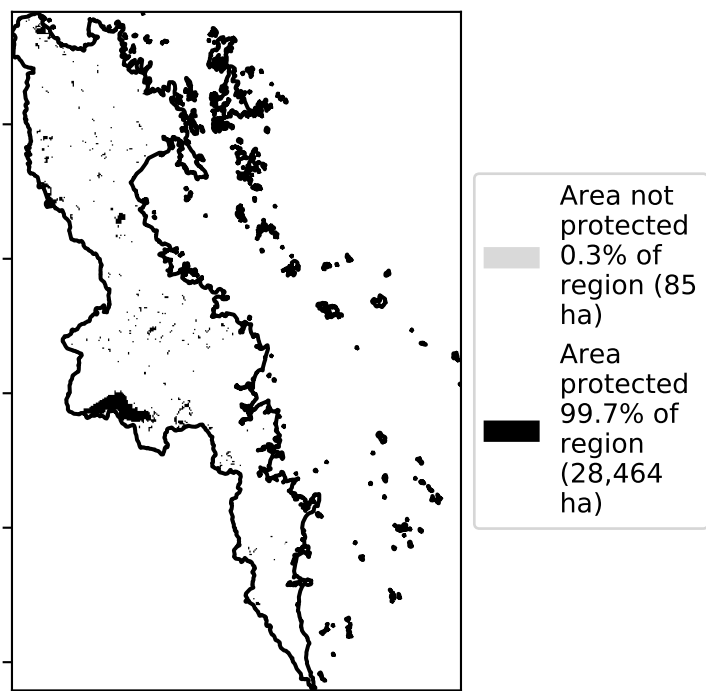 Area not
protected
0.3% of
region (85
ha)
Area
protected
99.7% of
region
(28,464
ha)